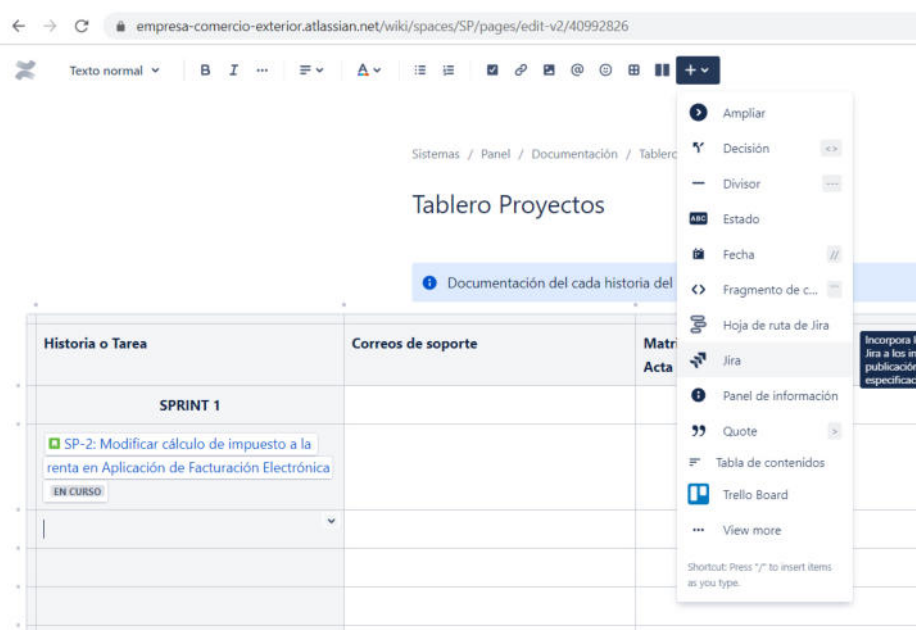 empresa-comercio-exterior.atlassian.net/wiki/spaces/SP/pages/edit-v2/40992826
Texto normal B I ... A @ +
Sistemas / Panel / Documentación / Tablero
Tablero Proyectos
Documentación del cada historia del
Historia o Tarea
Correos de soporte
Acta
SPRINT 1
SP-2: Modificar cálculo de impuesto a la
renta en Aplicación de Facturación Electrónica
EN CURSO
Ampliar
Decisión <>
Divisor ---
ABC Estado
Fecha //
Fragmento de c... ```
Hoja de ruta de Jira
Jira
Panel de información
Quote >
Tabla de contenidos
Trello Board
View more
Shortcut: Press "/" to insert items
as you type.
Incorpora
Jira a los
publicación